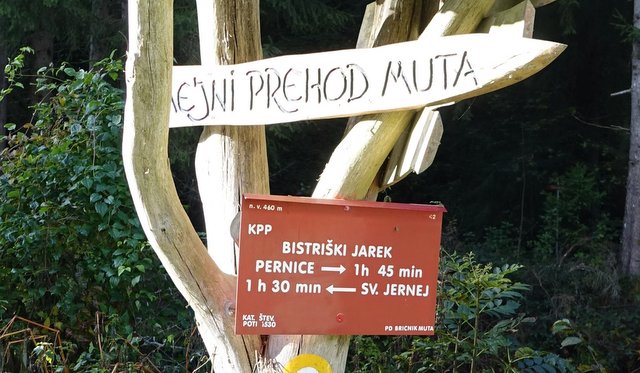 EJNI PREHOD MUTA
n. v. 460 m
KPP
BISTRIŠKI JAREK
PERNICE → 1h 45 min
1 h 30 min ← SV. JERNEJ
KAT. ŠTEV.
POTI 1530
PD BRICNIK MUTA